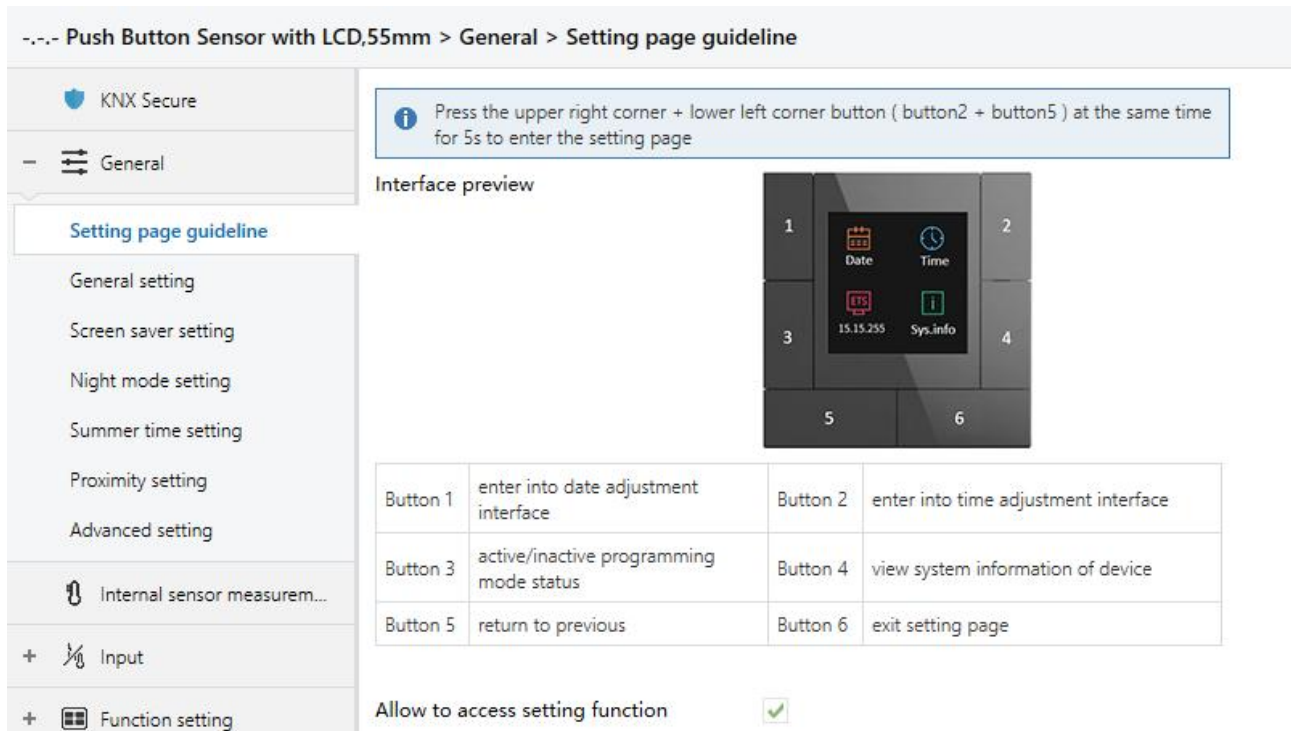 -.-.- Push Button Sensor with LCD,55mm > General > Setting page guideline
KNX Secure
General
Setting page guideline
General setting
Screen saver setting
Night mode setting
Summer time setting
Proximity setting
Advanced setting
Internal sensor measurem...
+ Input
+ Function setting
Press the upper right corner + lower left corner button ( button2 + button5 ) at the same time
for 5s to enter the setting page
Interface preview
1
2
Date
Time
ETS
15.15.255
Sys.info
3
4
5
6
Button 1
enter into date adjustment
interface
Button 2
enter into time adjustment interface
Button 3
active/inactive programming
mode status
Button 4
view system information of device
Button 5
return to previous
Button 6
exit setting page
Allow to access setting function